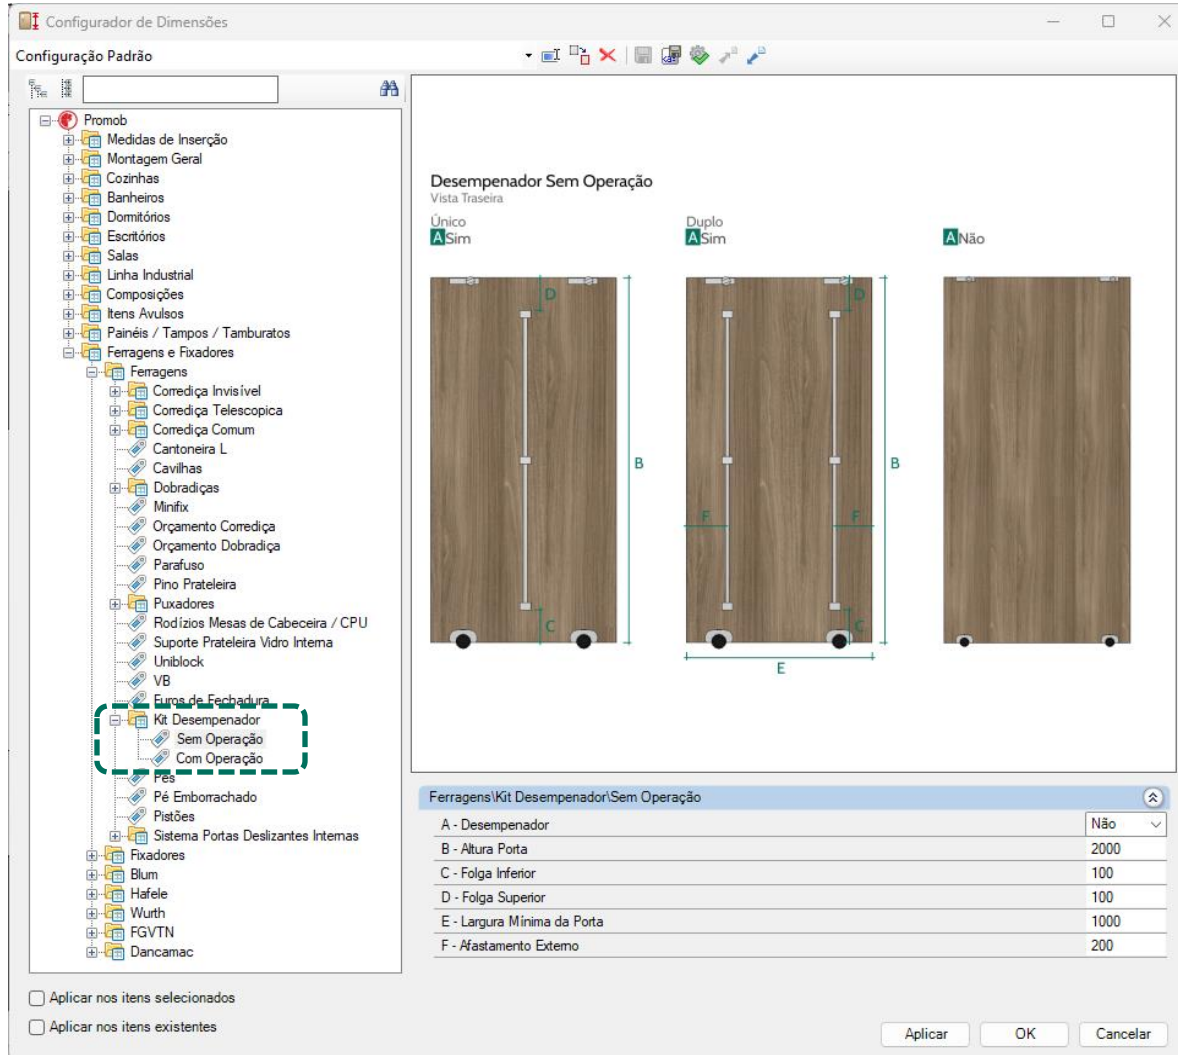 Configurador de Dimensões
Configuração Padrão
Promob
Medidas de Inserção
Montagem Geral
Cozinhas
Banheiros
Dormitórios
Escritórios
Salas
Linha Industrial
Composições
Itens Avulsos
Painéis / Tampos / Tamburatos
Ferragens e Fixadores
Ferragens
Corrediça Invisível
Corrediça Telescopica
Corrediça Comum
Cantoneira L
Cavilhas
Dobradiças
Minifix
Orçamento Corrediça
Orçamento Dobradiça
Parafuso
Pino Prateleira
Puxadores
Rodízios Mesas de Cabeceira / CPU
Suporte Prateleira Vidro Interna
Uniblock
VB
Furos de Fechadura
Kit Desempenador
Sem Operação
Com Operação
Pés
Pé Emborrachado
Pistões
Sistema Portas Deslizantes Internas
Fixadores
Blum
Hafele
Wurth
FGVTN
Dancamac
Desempenador Sem Operação
Vista Traseira
Único
A Sim
Duplo
A Sim
A Não
D
B
C
D
B
F
F
C
E
Ferragens\Kit Desempenador\Sem Operação
A - Desempenador Não
B - Altura Porta 2000
C - Folga Inferior 100
D - Folga Superior 100
E - Largura Mínima da Porta 1000
F - Afastamento Externo 200
Aplicar nos itens selecionados
Aplicar nos itens existentes
Aplicar
OK
Cancelar